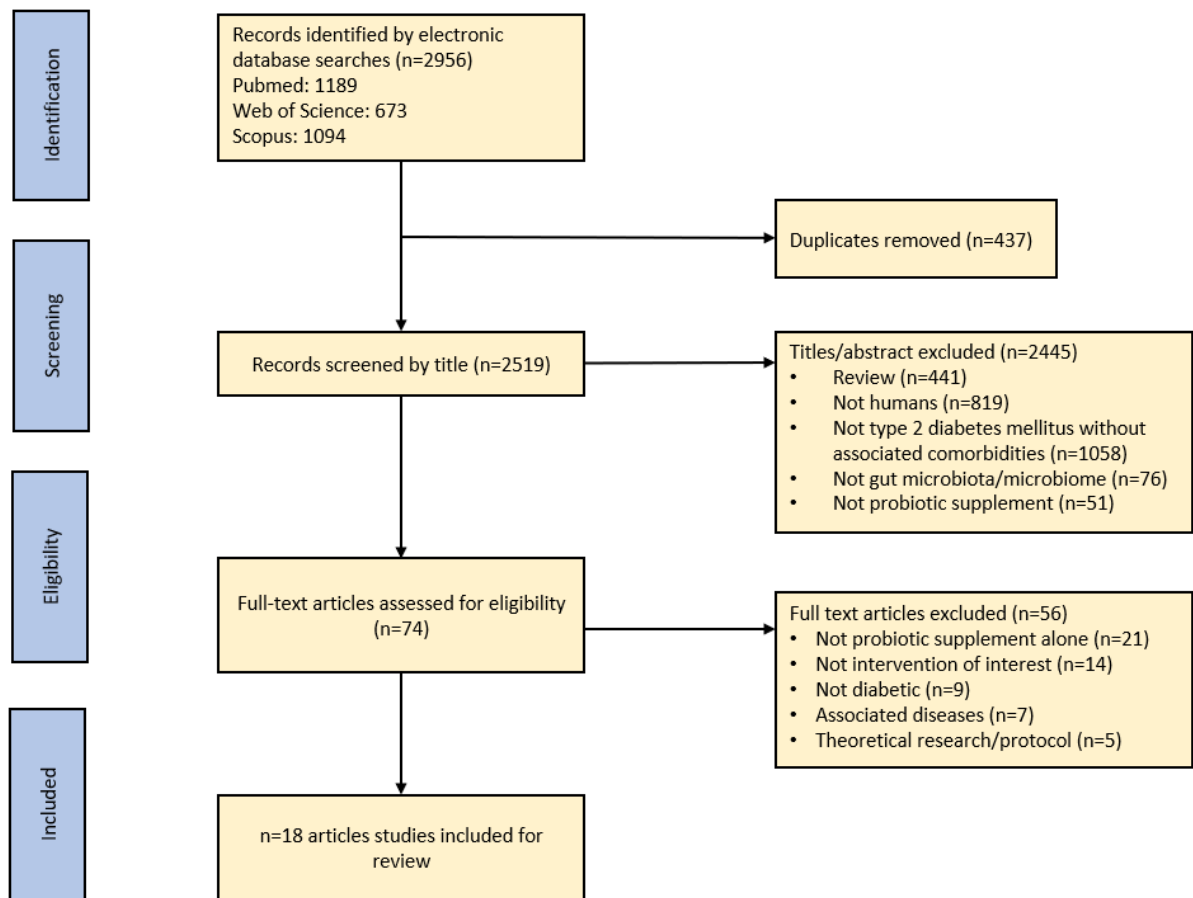 Identification
Records identified by electronic
database searches (n=2956)
Pubmed: 1189
Web of Science: 673
Scopus: 1094
Duplicates removed (n=437)
Screening
Records screened by title (n=2519)
Titles/abstract excluded (n=2445)
• Review (n=441)
• Not humans (n=819)
• Not type 2 diabetes mellitus without
associated comorbidities (n=1058)
• Not gut microbiota/microbiome (n=76)
• Not probiotic supplement (n=51)
Eligibility
Full-text articles assessed for eligibility
(n=74)
Full text articles excluded (n=56)
• Not probiotic supplement alone (n=21)
• Not intervention of interest (n=14)
• Not diabetic (n=9)
• Associated diseases (n=7)
• Theoretical research/protocol (n=5)
Included
n=18 articles studies included for
review